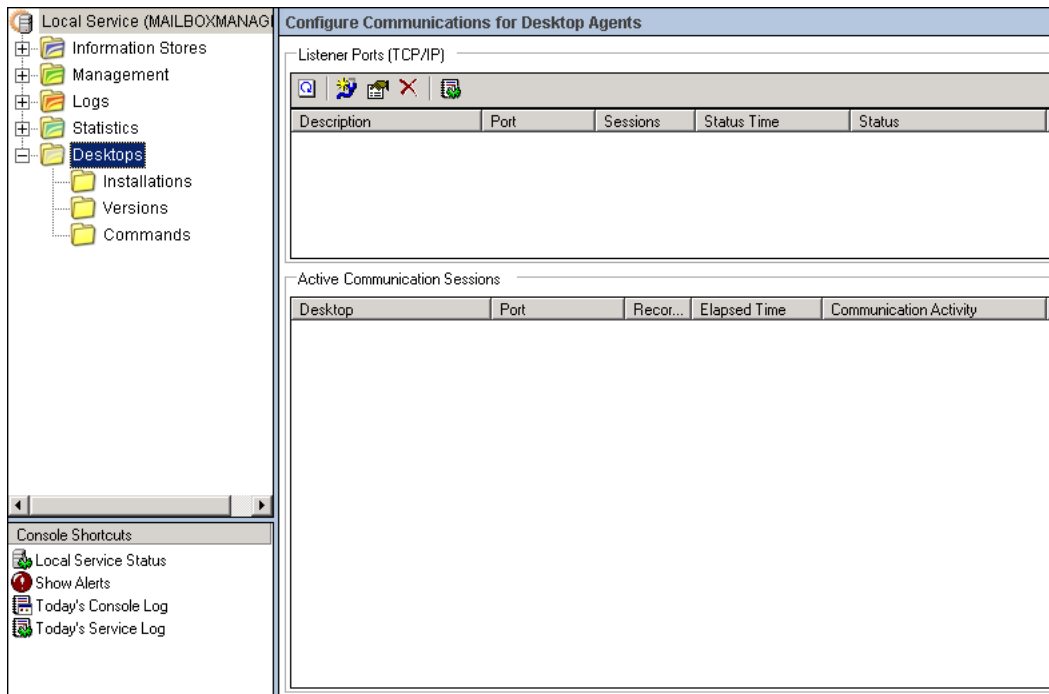 Local Service (MAILBOXMANAGI
Information Stores
Management
Logs
Statistics
Desktops
Installations
Versions
Commands
Console Shortcuts
Local Service Status
Show Alerts
Today's Console Log
Today's Service Log
Configure Communications for Desktop Agents
Listener Ports (TCP/IP)
Description Port Sessions Status Time Status
Active Communication Sessions
Desktop Port Recor... Elapsed Time Communication Activity